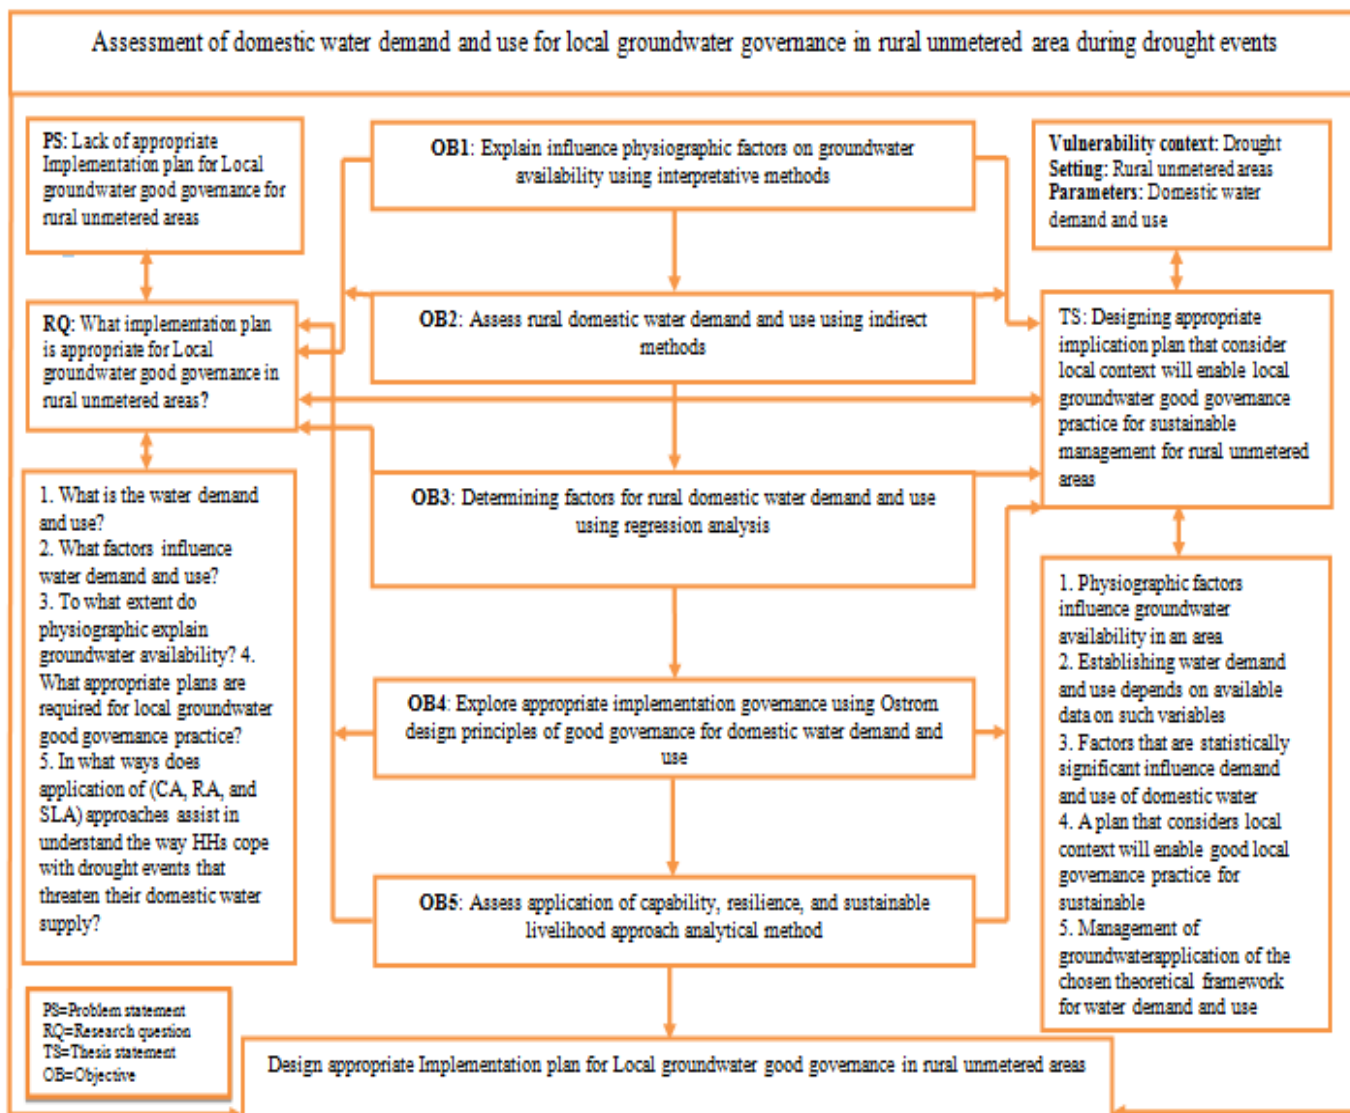 Assessment of domestic water demand and use for local groundwater governance in rural unmetered area during drought events
PS: Lack of appropriate
Implementation plan for Local
groundwater good governance for
rural unmetered areas
OB1: Explain influence physiographic factors on groundwater
availability using interpretative methods
Vulnerability context: Drought
Setting: Rural unmetered areas
Parameters: Domestic water
demand and use
RQ: What implementation plan
is appropriate for Local
groundwater good governance in
rural unmetered areas?
OB2: Assess rural domestic water demand and use using indirect
methods
TS: Designing appropriate
implication plan that consider
local context will enable local
groundwater good governance
practice for sustainable
management for rural unmetered
areas
1. What is the water demand
and use?
2. What factors influence
water demand and use?
3. To what extent do
physiographic explain
groundwater availability? 4.
What appropriate plans are
required for local groundwater
good governance practice?
5. In what ways does
application of (CA, RA, and
SLA) approaches assist in
understand the way HHs cope
with drought events that
threaten their domestic water
supply?
OB3: Determining factors for rural domestic water demand and use
using regression analysis
OB4: Explore appropriate implementation governance using Ostrom
design principles of good governance for domestic water demand and
use
OB5: Assess application of capability, resilience, and sustainable
livelihood approach analytical method
1. Physiographic factors
influence groundwater
availability in an area
2. Establishing water demand
and use depends on available
data on such variables
3. Factors that are statistically
significant influence demand
and use of domestic water
4. A plan that considers local
context will enable good local
governance practice for
sustainable
5. Management of
groundwaterapplication of the
chosen theoretical framework
for water demand and use
PS=Problem statement
RQ=Research question
TS=Thesis statement
OB=Objective
Design appropriate Implementation plan for Local groundwater good governance in rural unmetered areas